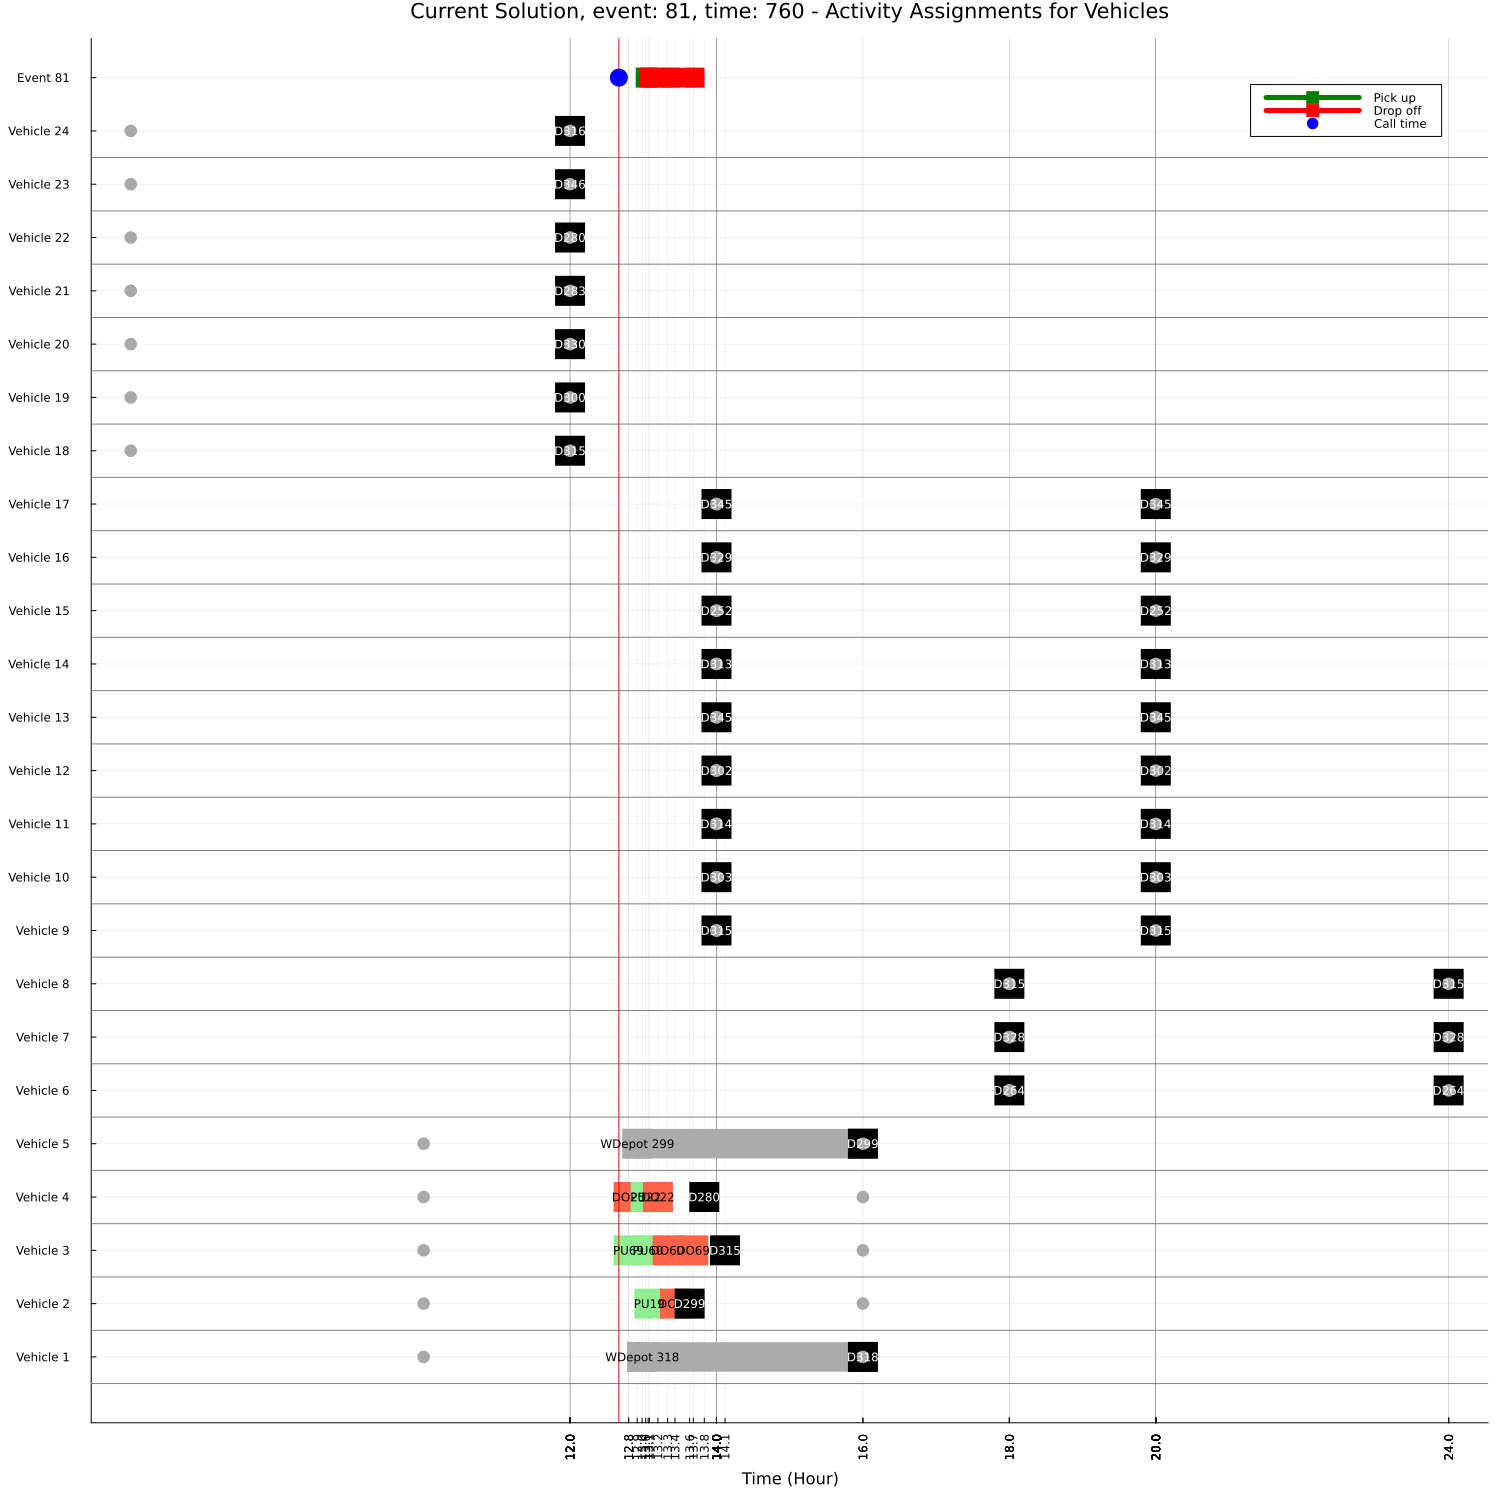 Current Solution, event: 81, time: 760 - Activity Assignments for Vehicles
Event 81
Pick up
Drop off
Call time
Vehicle 24
D316
Vehicle 23
D346
Vehicle 22
D280
Vehicle 21
D283
Vehicle 20
D330
Vehicle 19
D300
Vehicle 18
D315
Vehicle 17
D345
D345
Vehicle 16
D329
D329
Vehicle 15
D252
D252
Vehicle 14
D313
D313
Vehicle 13
D345
D345
Vehicle 12
D302
D302
Vehicle 11
D314
D314
Vehicle 10
D303
D303
Vehicle 9
D315
D315
Vehicle 8
D315
D315
Vehicle 7
D328
D328
Vehicle 6
D264
D264
Vehicle 5
WDepot 299
D299
Vehicle 4
D280
Vehicle 3
PU69
DO69
D315
Vehicle 2
PU19
D299
Vehicle 1
WDepot 318
D318
12.0
12.8
13.2
13.3
13.4
13.6
13.7
13.8
14.0
14.1
16.0
18.0
20.0
24.0
Time (Hour)